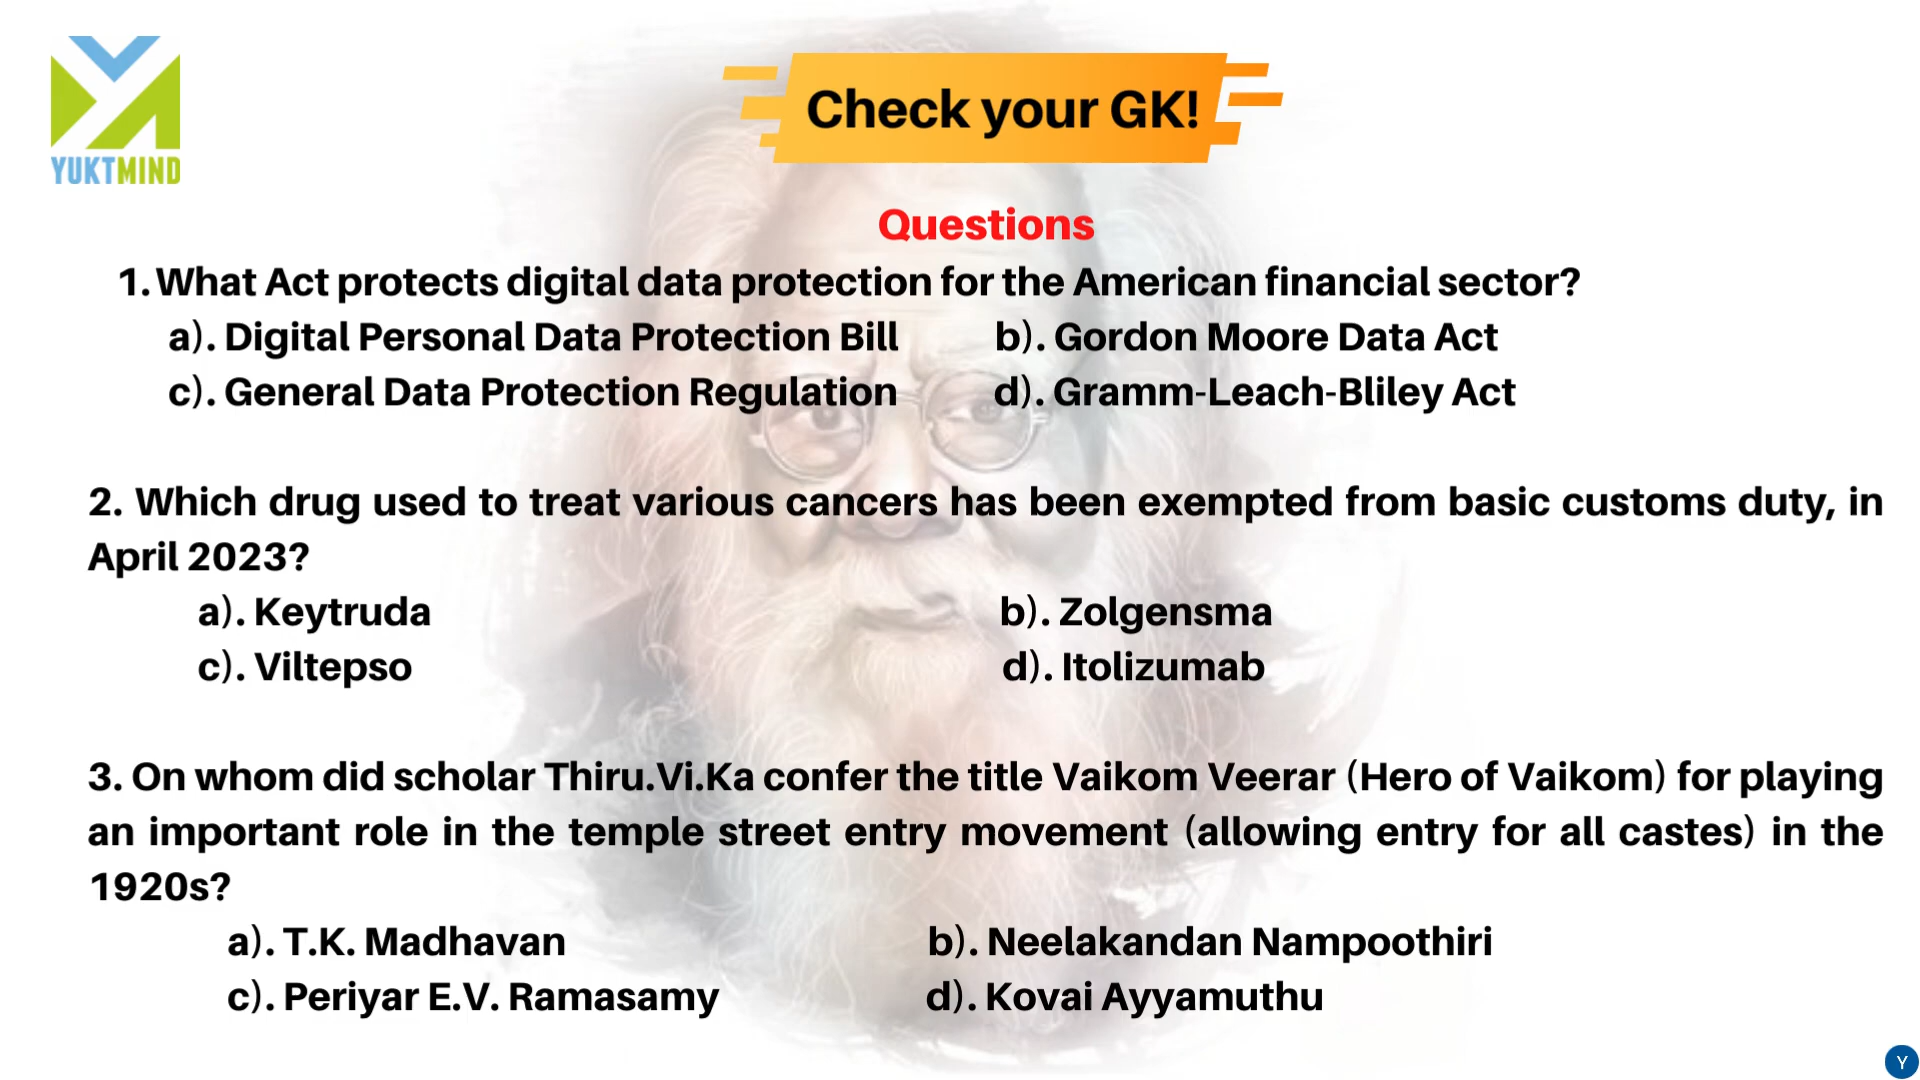 YUKTMIND
Check your GK!
Questions
1. What Act protects digital data protection for the American financial sector?
a). Digital Personal Data Protection Bill b). Gordon Moore Data Act
c). General Data Protection Regulation d). Gramm-Leach-Bliley Act
2. Which drug used to treat various cancers has been exempted from basic customs duty, in
April 2023?
a). Keytruda b). Zolgensma
c). Viltepso d). Itolizumab
3. On whom did scholar Thiru.Vi.Ka confer the title Vaikom Veerar (Hero of Vaikom) for playing
an important role in the temple street entry movement (allowing entry for all castes) in the
1920s?
a). T.K. Madhavan b). Neelakandan Nampoothiri
c). Periyar E.V. Ramasamy d). Kovai Ayyamuthu
Y